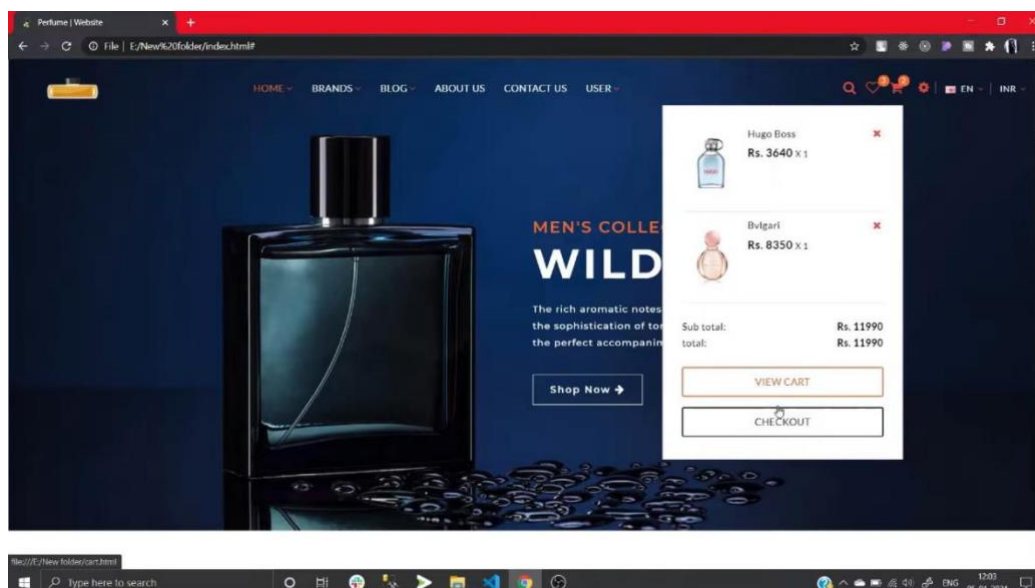 Perfume | Website
File | E:/New%20folder/index.html#
HOME BRANDS BLOG ABOUT US CONTACT US USER EN INR
Hugo Boss
Rs. 3640 X 1
Bvlgari
Rs. 8350 X 1
MEN'S COLLE
WILD
The rich aromatic notes
the sophistication of to
the perfect accompanim
Shop Now
Sub total: Rs. 11990
total: Rs. 11990
VIEW CART
CHECKOUT
file:///E:/New folder/cart.html
Type here to search
ENG
12:03